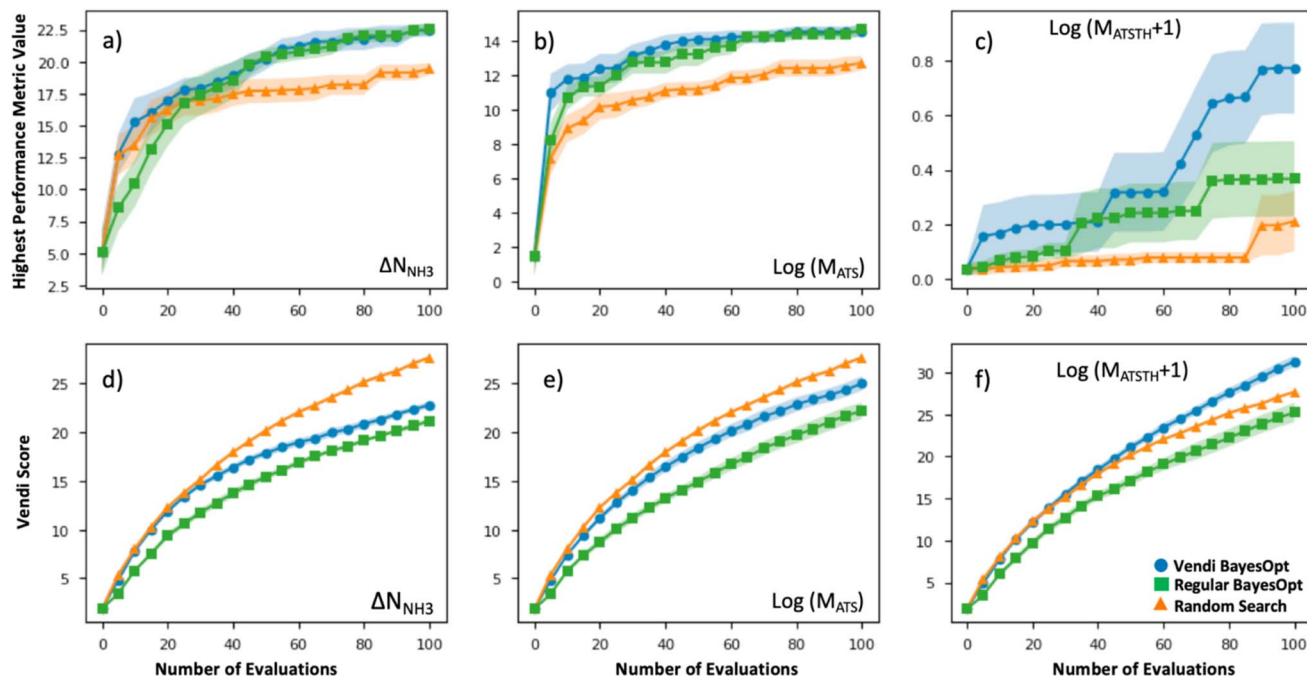 Highest Performance Metric Value
22.5
20.0
17.5
15.0
12.5
10.0
7.5
5.0
2.5
a)
ΔN_NH3
0 20 40 60 80 100
14
12
10
8
6
4
2
0
b)
Log (M_ATS)
0 20 40 60 80 100
0.8
0.6
0.4
0.2
0.0
c)
Log (M_ATSTH+1)
0 20 40 60 80 100
Vendi Score
25
20
15
10
5
d)
ΔN_NH3
0 20 40 60 80 100
Number of Evaluations
25
20
15
10
5
e)
Log (M_ATS)
0 20 40 60 80 100
Number of Evaluations
30
25
20
15
10
5
f)
Log (M_ATSTH+1)
Vendi BayesOpt
Regular BayesOpt
Random Search
0 20 40 60 80 100
Number of Evaluations